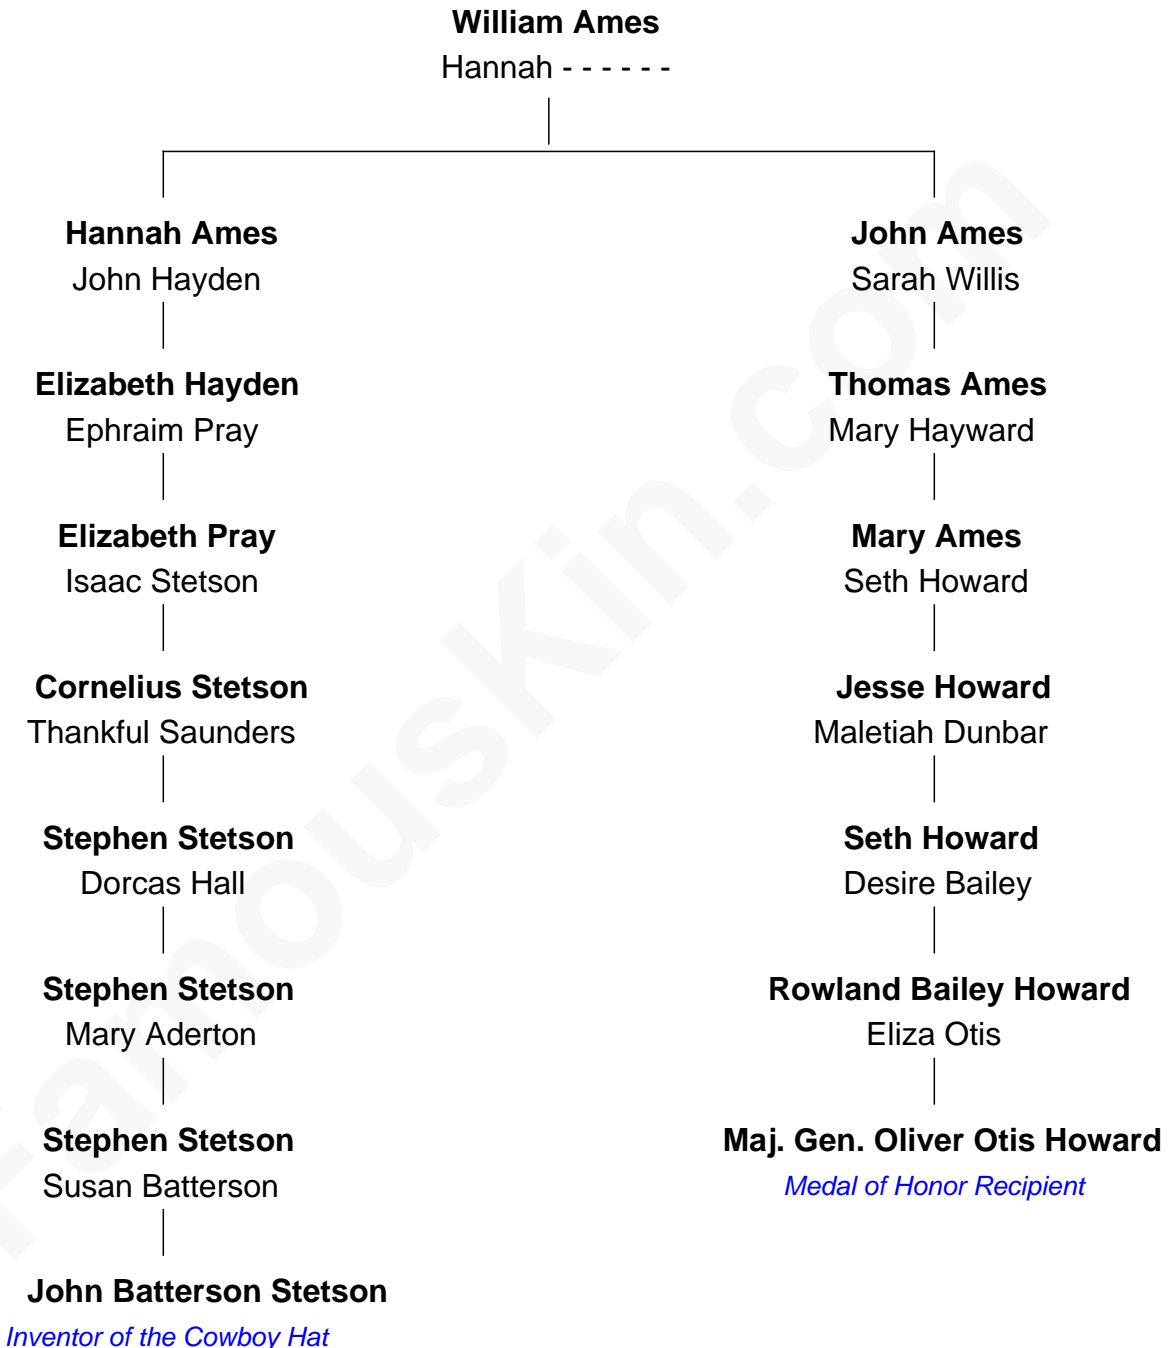 William Ames
Hannah - - - - - -
Hannah Ames
John Hayden
John Ames
Sarah Willis
Elizabeth Hayden
Ephraim Pray
Thomas Ames
Mary Hayward
Elizabeth Pray
Isaac Stetson
Mary Ames
Seth Howard
Cornelius Stetson
Thankful Saunders
Jesse Howard
Maletiah Dunbar
Stephen Stetson
Dorcas Hall
Seth Howard
Desire Bailey
Stephen Stetson
Mary Aderton
Rowland Bailey Howard
Eliza Otis
Stephen Stetson
Susan Batterson
Maj. Gen. Oliver Otis Howard
Medal of Honor Recipient
John Batterson Stetson
Inventor of the Cowboy Hat
FamousKin.com